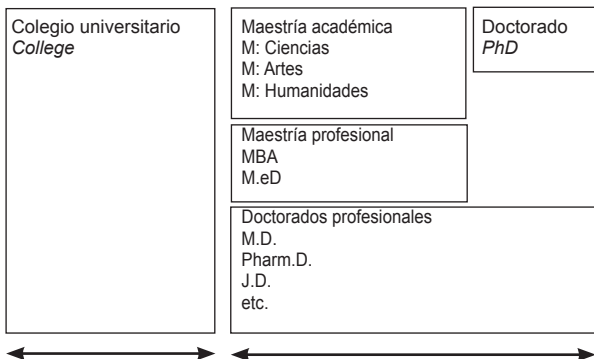 Colegio universitario
College
Maestría académica
M: Ciencias
M: Artes
M: Humanidades
Doctorado
PhD
Maestría profesional
MBA
M.eD
Doctorados profesionales
M.D.
Pharm.D.
J.D.
etc.